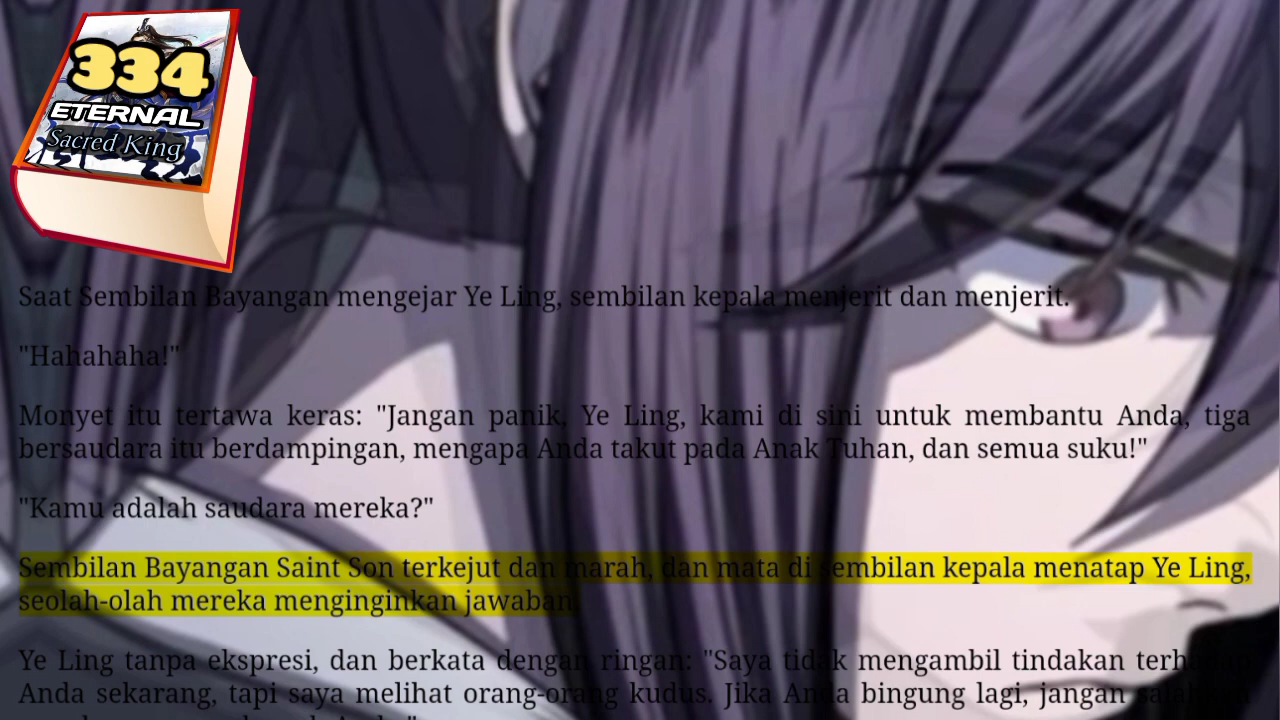 334
ETERNAL
Sacred King
Saat Sembilan Bayangan mengejar Ye Ling, sembilan kepala menjerit dan menjerit.
"Hahahaha!"
Monyet itu tertawa keras: "Jangan panik, Ye Ling, kami di sini untuk membantu Anda, tiga
bersaudara itu berdampingan, mengapa Anda takut pada Anak Tuhan, dan semua suku!"
"Kamu adalah saudara mereka?"
Sembilan Bayangan Saint Son terkejut dan marah, dan mata di sembilan kepala menatap Ye Ling,
seolah-olah mereka menginginkan jawaban.
Ye Ling tanpa ekspresi, dan berkata dengan ringan: "Saya tidak mengambil tindakan terhadap
Anda sekarang, tapi saya melihat orang-orang kudus. Jika Anda bingung lagi, jangan